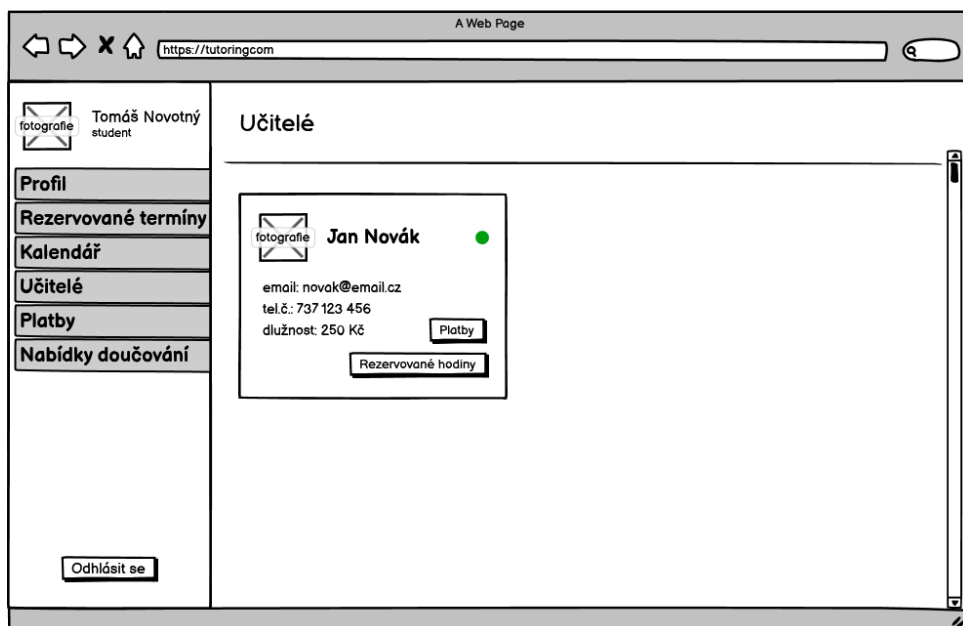 A Web Page
https://tutoringcom
fotografie
Tomáš Novotný
student
Profil
Rezervované termíny
Kalendář
Učitelé
Platby
Nabídky doučování
Odhlásit se
Učitelé
fotografie
Jan Novák
email: novak@email.cz
tel.č.: 737 123 456
dlužnost: 250 Kč
Platby
Rezervované hodiny